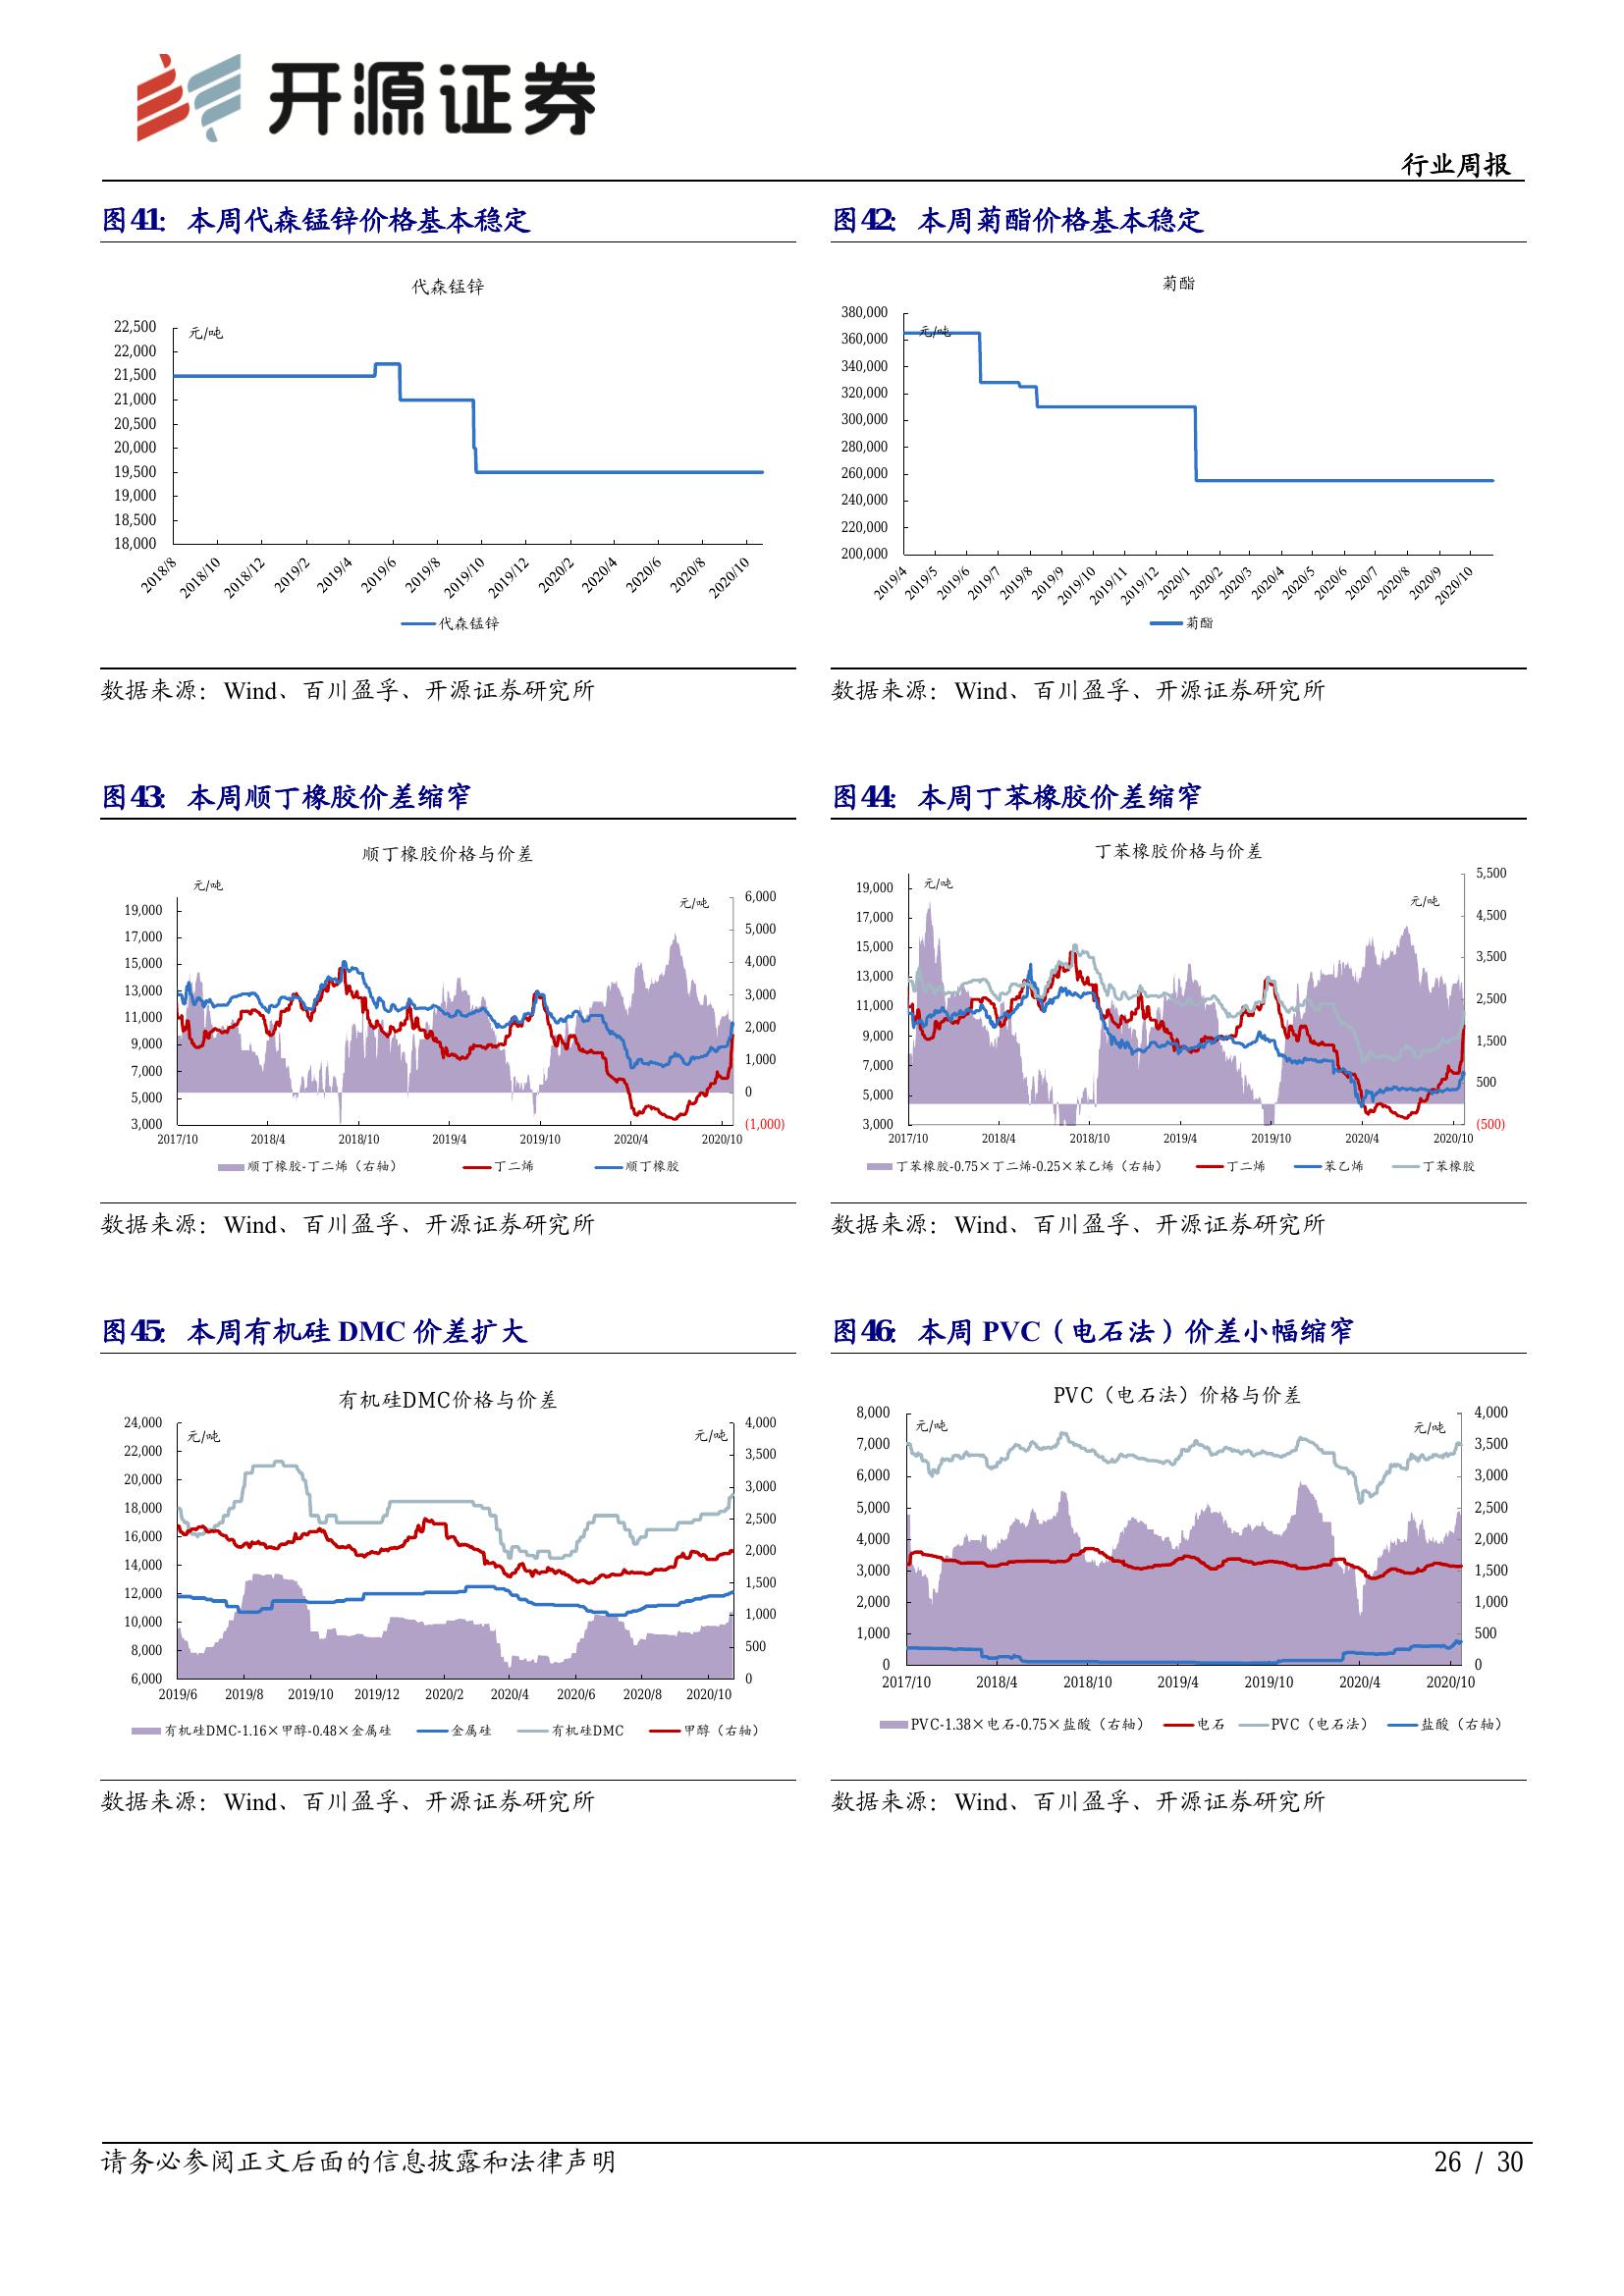 开源证券
行业周报
图41： 本周代森锰锌价格基本稳定
代森锰锌
元/吨
22,500
22,000
21,500
21,000
20,500
20,000
19,500
19,000
18,500
18,000
2018/8 2018/10 2018/12 2019/2 2019/4 2019/6 2019/8 2019/10 2019/12 2020/2 2020/4 2020/6 2020/8 2020/10
代森锰锌
数据来源：Wind、百川盈孚、开源证券研究所
图42： 本周菊酯价格基本稳定
菊酯
元/吨
380,000
360,000
340,000
320,000
300,000
280,000
260,000
240,000
220,000
200,000
2019/4 2019/5 2019/6 2019/7 2019/8 2019/9 2019/10 2019/11 2019/12 2020/1 2020/2 2020/3 2020/4 2020/5 2020/6 2020/7 2020/8 2020/9 2020/10
菊酯
数据来源：Wind、百川盈孚、开源证券研究所
图43： 本周顺丁橡胶价差缩窄
顺丁橡胶价格与价差
元/吨
元/吨
19,000
17,000
15,000
13,000
11,000
9,000
7,000
5,000
3,000
6,000
5,000
4,000
3,000
2,000
1,000
0
(1,000)
2017/10 2018/4 2018/10 2019/4 2019/10 2020/4 2020/10
顺丁橡胶-丁二烯（右轴） 丁二烯 顺丁橡胶
数据来源：Wind、百川盈孚、开源证券研究所
图44： 本周丁苯橡胶价差缩窄
丁苯橡胶价格与价差
元/吨
元/吨
19,000
17,000
15,000
13,000
11,000
9,000
7,000
5,000
3,000
5,500
4,500
3,500
2,500
1,500
500
(500)
2017/10 2018/4 2018/10 2019/4 2019/10 2020/4 2020/10
丁苯橡胶-0.75×丁二烯-0.25×苯乙烯（右轴） 丁二烯 苯乙烯 丁苯橡胶
数据来源：Wind、百川盈孚、开源证券研究所
图45： 本周有机硅 DMC 价差扩大
有机硅DMC价格与价差
元/吨
元/吨
24,000
22,000
20,000
18,000
16,000
14,000
12,000
10,000
8,000
6,000
4,000
3,500
3,000
2,500
2,000
1,500
1,000
500
0
2019/6 2019/8 2019/10 2019/12 2020/2 2020/4 2020/6 2020/8 2020/10
有机硅DMC-1.16×甲醇-0.48×金属硅 金属硅 有机硅DMC 甲醇（右轴）
数据来源：Wind、百川盈孚、开源证券研究所
图46： 本周 PVC（电石法）价差小幅缩窄
PVC（电石法）价格与价差
元/吨
元/吨
8,000
7,000
6,000
5,000
4,000
3,000
2,000
1,000
0
4,000
3,500
3,000
2,500
2,000
1,500
1,000
500
0
2017/10 2018/4 2018/10 2019/4 2019/10 2020/4 2020/10
PVC-1.38×电石-0.75×盐酸（右轴） 电石 PVC（电石法） 盐酸（右轴）
数据来源：Wind、百川盈孚、开源证券研究所
请务必参阅正文后面的信息披露和法律声明
26 / 30